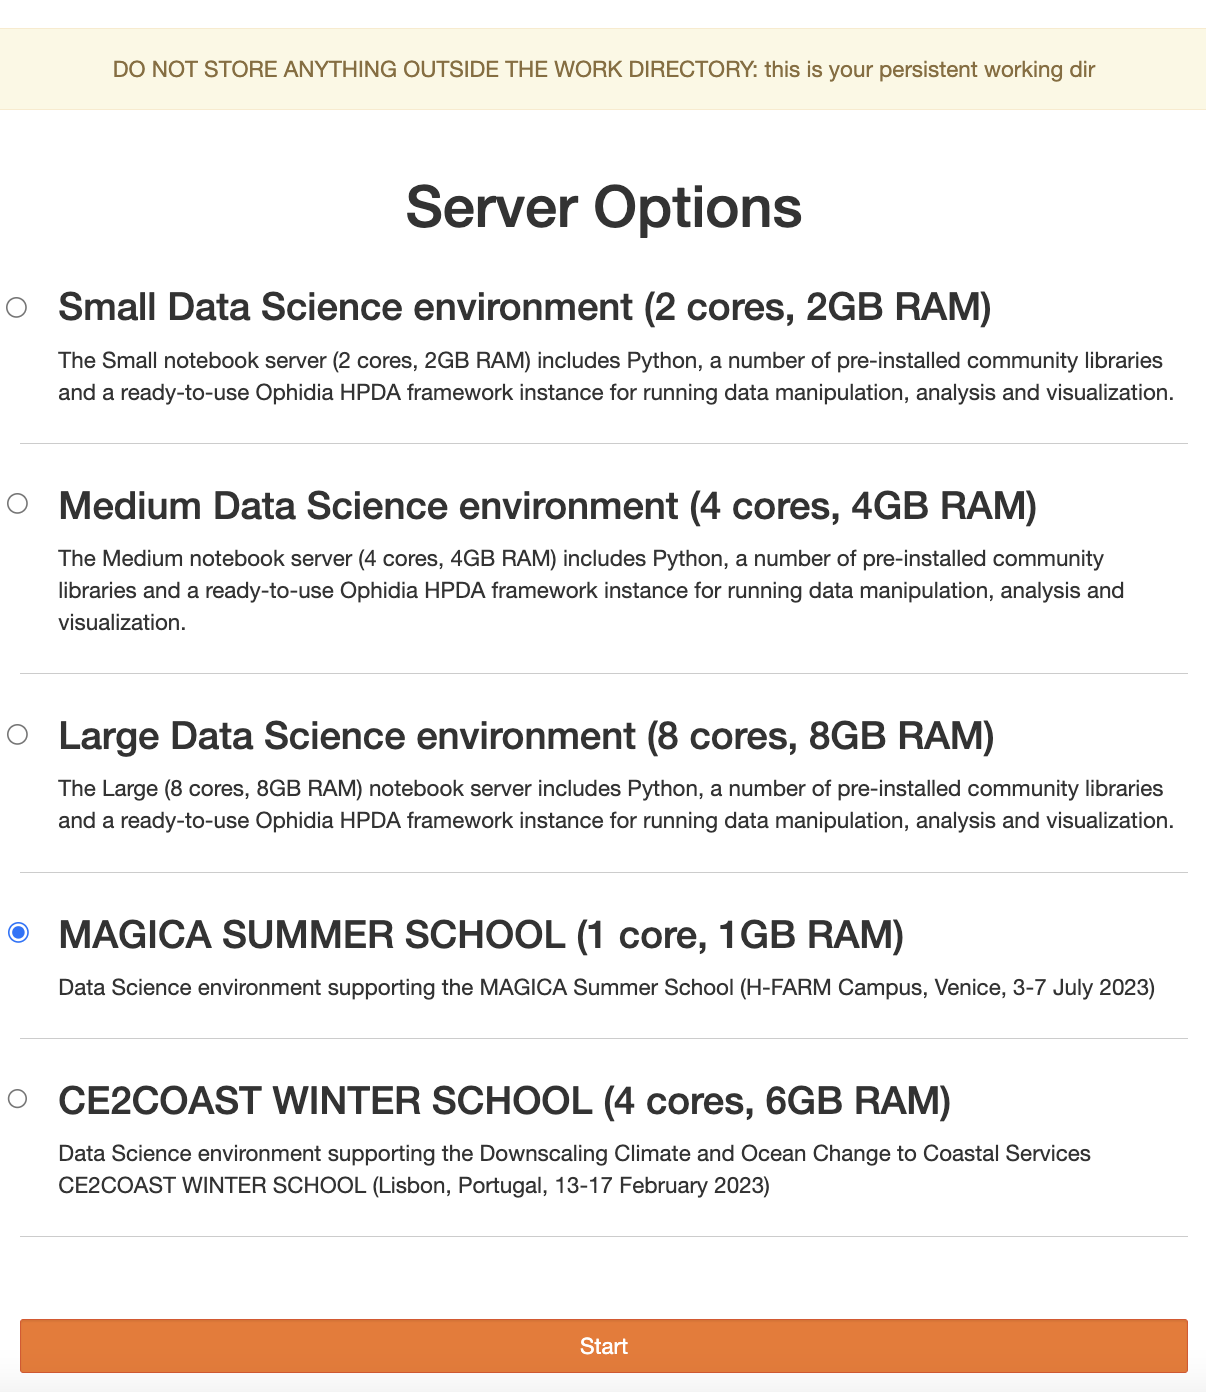 DO NOT STORE ANYTHING OUTSIDE THE WORK DIRECTORY: this is your persistent working dir
Server Options
Small Data Science environment (2 cores, 2GB RAM)
The Small notebook server (2 cores, 2GB RAM) includes Python, a number of pre-installed community libraries
and a ready-to-use Ophidia HPDA framework instance for running data manipulation, analysis and visualization.
Medium Data Science environment (4 cores, 4GB RAM)
The Medium notebook server (4 cores, 4GB RAM) includes Python, a number of pre-installed community
libraries and a ready-to-use Ophidia HPDA framework instance for running data manipulation, analysis and
visualization.
Large Data Science environment (8 cores, 8GB RAM)
The Large (8 cores, 8GB RAM) notebook server includes Python, a number of pre-installed community libraries
and a ready-to-use Ophidia HPDA framework instance for running data manipulation, analysis and visualization.
MAGICA SUMMER SCHOOL (1 core, 1GB RAM)
Data Science environment supporting the MAGICA Summer School (H-FARM Campus, Venice, 3-7 July 2023)
CE2COAST WINTER SCHOOL (4 cores, 6GB RAM)
Data Science environment supporting the Downscaling Climate and Ocean Change to Coastal Services
CE2COAST WINTER SCHOOL (Lisbon, Portugal, 13-17 February 2023)
Start